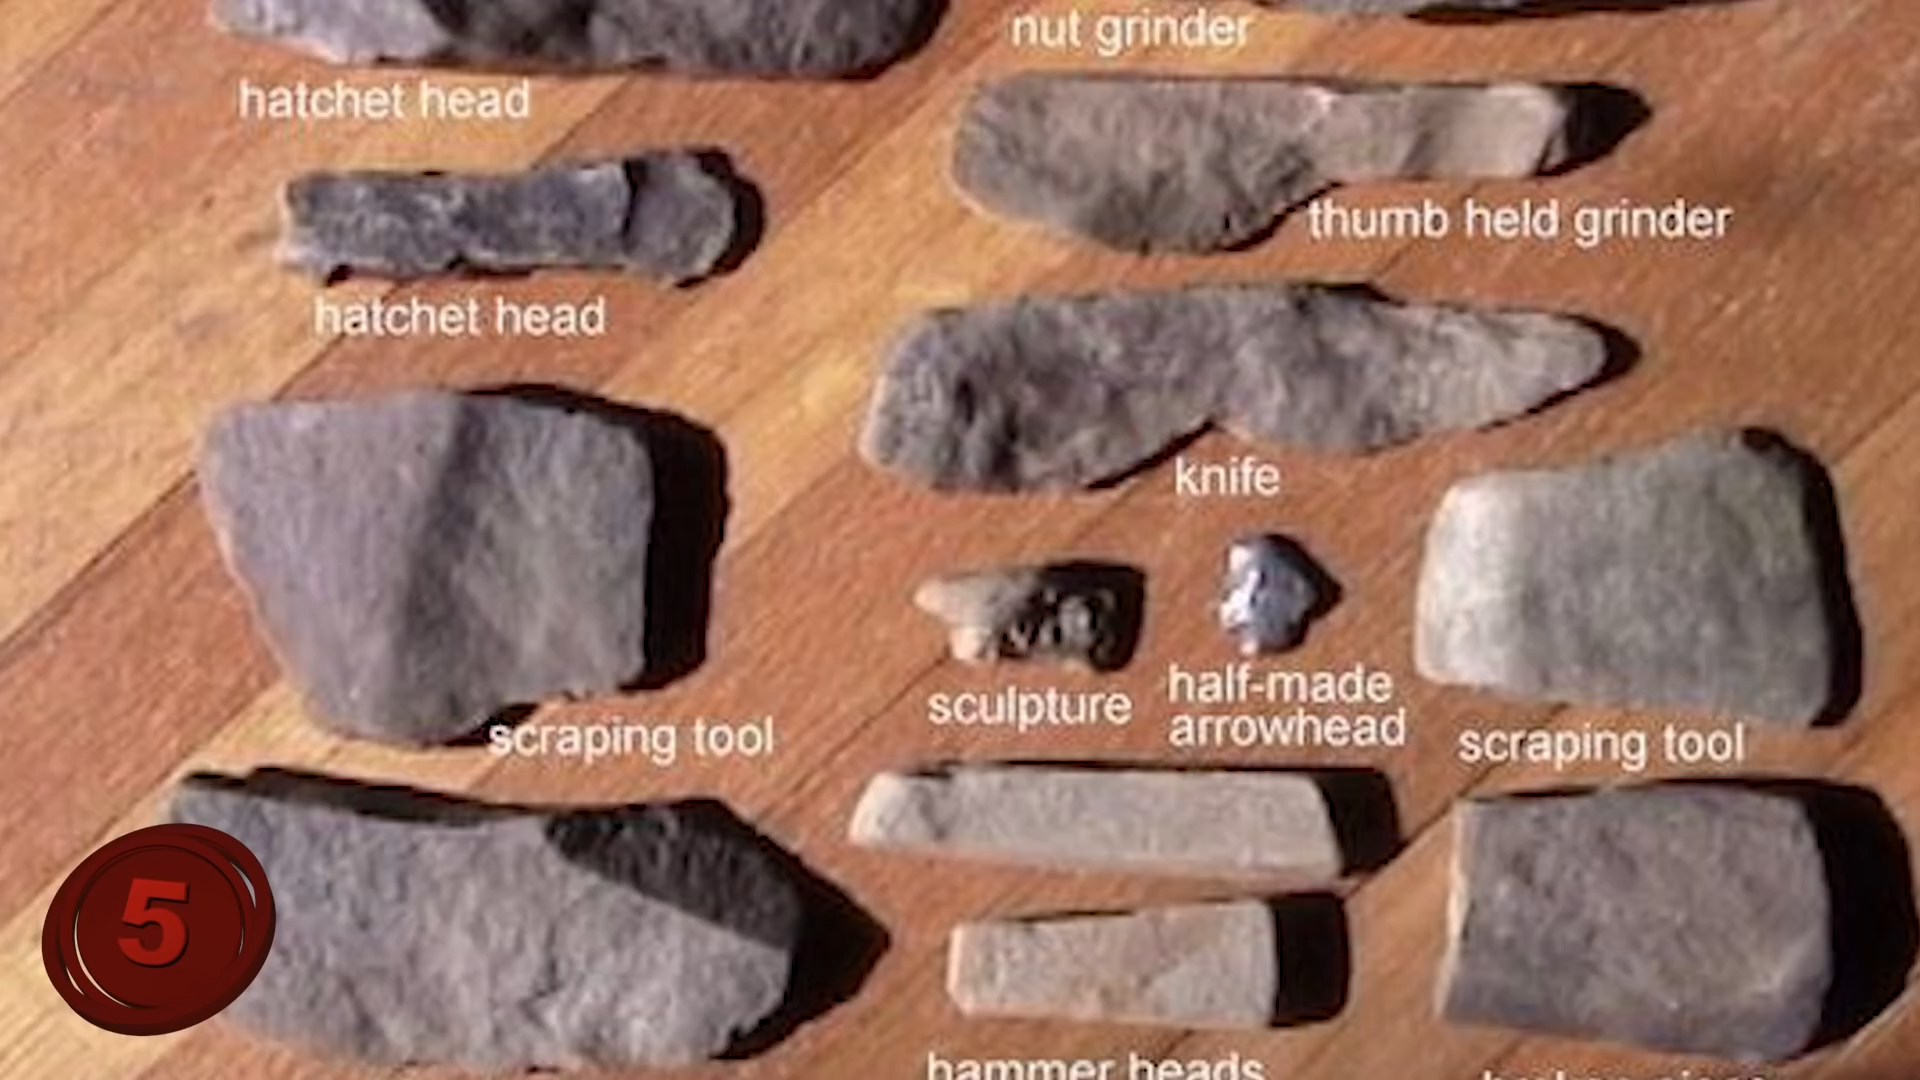 nut grinder
hatchet head
thumb held grinder
hatchet head
knife
sculpture
half-made
arrowhead
scraping tool
scraping tool
5
hammer heads